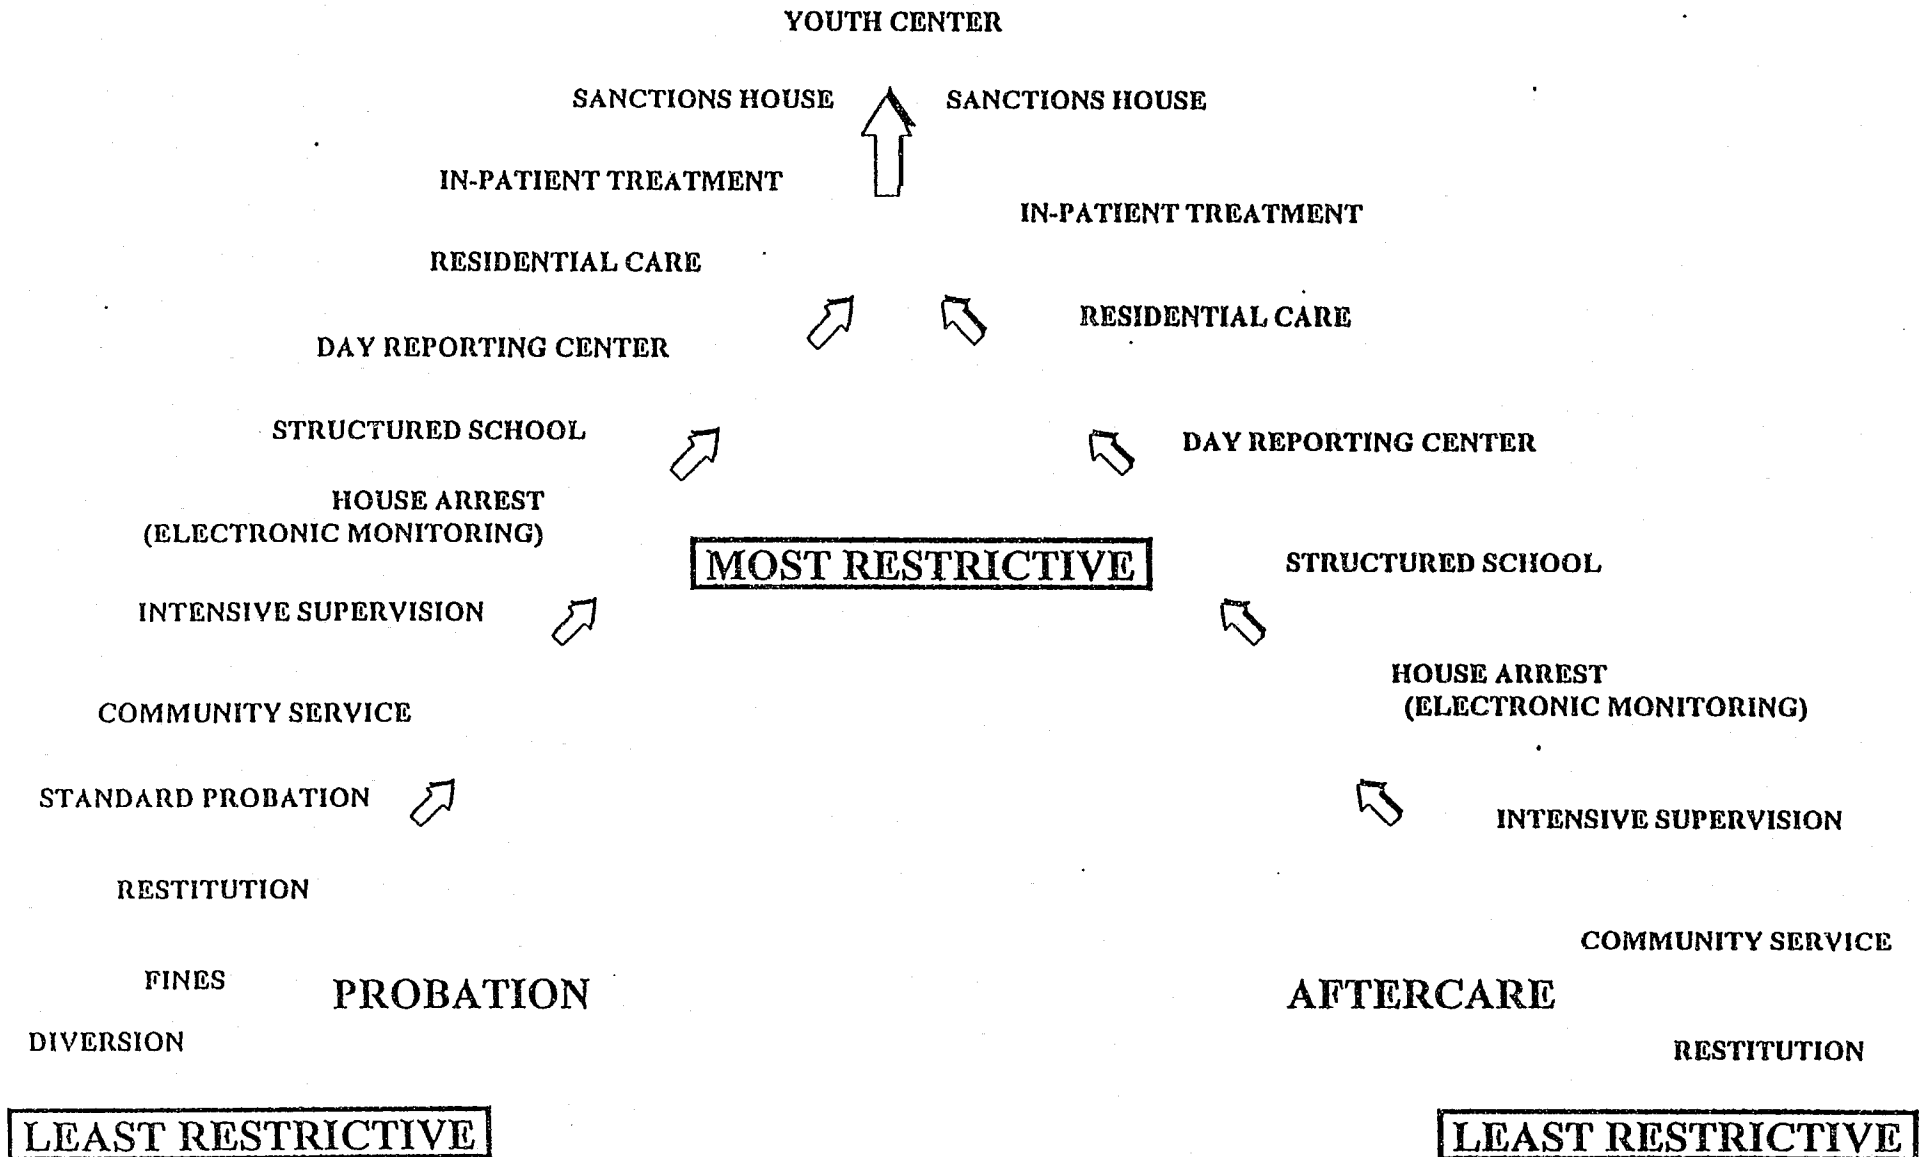 YOUTH CENTER
SANCTIONS HOUSE
SANCTIONS HOUSE
IN-PATIENT TREATMENT
IN-PATIENT TREATMENT
RESIDENTIAL CARE
RESIDENTIAL CARE
DAY REPORTING CENTER
STRUCTURED SCHOOL
DAY REPORTING CENTER
HOUSE ARREST
(ELECTRONIC MONITORING)
MOST RESTRICTIVE
STRUCTURED SCHOOL
INTENSIVE SUPERVISION
HOUSE ARREST
(ELECTRONIC MONITORING)
COMMUNITY SERVICE
STANDARD PROBATION
INTENSIVE SUPERVISION
RESTITUTION
COMMUNITY SERVICE
FINES
PROBATION
AFTERCARE
DIVERSION
RESTITUTION
LEAST RESTRICTIVE
LEAST RESTRICTIVE